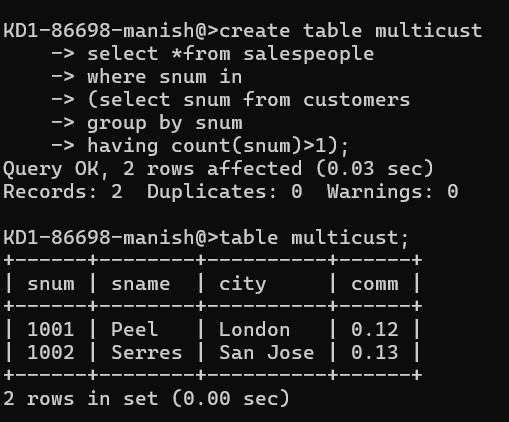 KD1-86698-manish@>create table multicust
    -> select *from salespeople
    -> where snum in
    -> (select snum from customers
    -> group by snum
    -> having count(snum)>1);
Query OK, 2 rows affected (0.03 sec)
Records: 2  Duplicates: 0  Warnings: 0

KD1-86698-manish@>table multicust;
+------+--------+----------+------+
| snum | sname  | city     | comm |
+------+--------+----------+------+
| 1001 | Peel   | London   | 0.12 |
| 1002 | Serres | San Jose | 0.13 |
+------+--------+----------+------+
2 rows in set (0.00 sec)